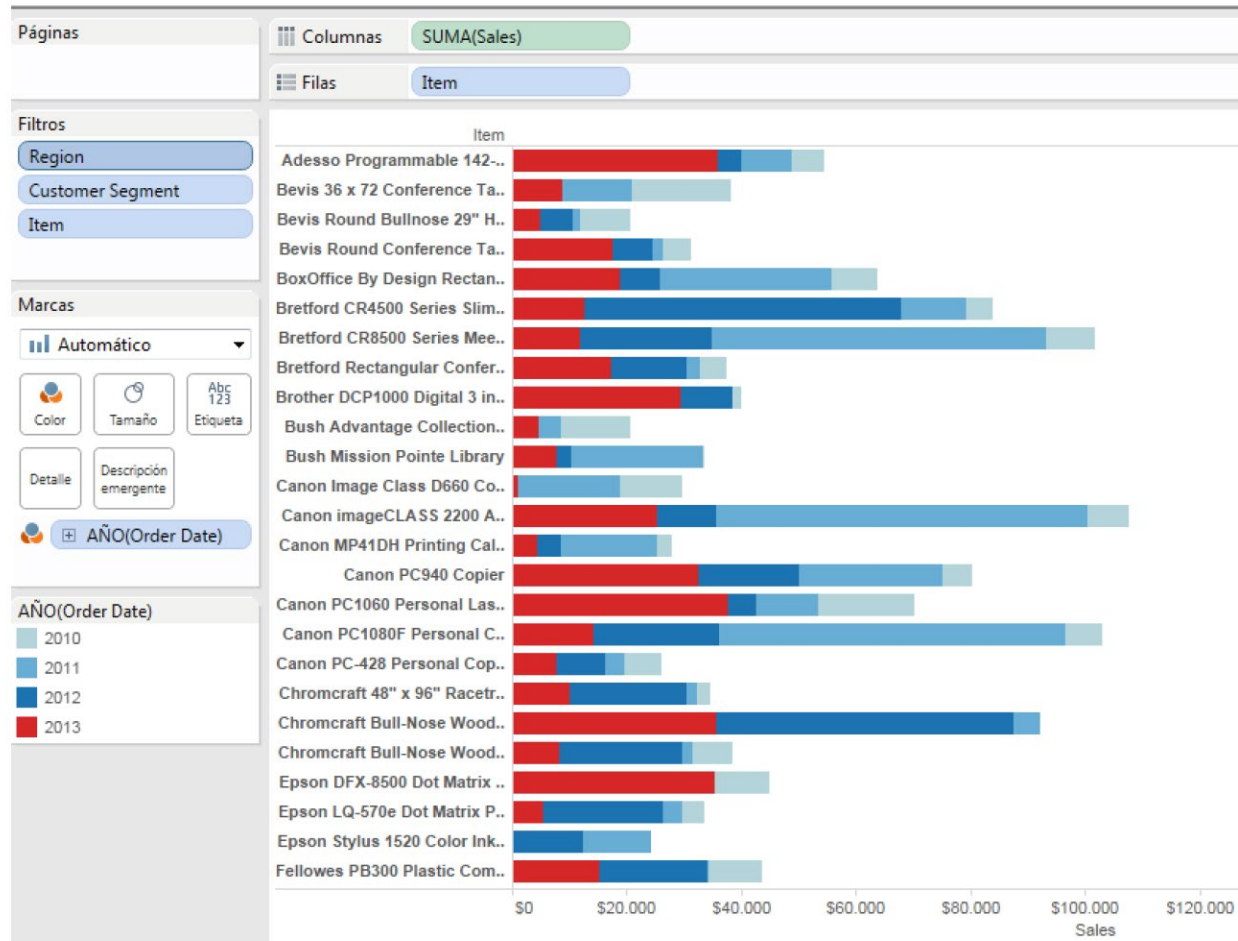 Páginas
Columnas SUMA(Sales)
Filas Item
Filtros
Region
Customer Segment
Item
Marcas
Automático
Color
Tamaño
Abc
123
Etiqueta
Detalle
Descripción
emergente
AÑO(Order Date)
AÑO(Order Date)
2010
2011
2012
2013
Item
Adesso Programmable 142-..
Bevis 36 x 72 Conference Ta..
Bevis Round Bullnose 29" H..
Bevis Round Conference Ta..
BoxOffice By Design Rectan..
Bretford CR4500 Series Slim..
Bretford CR8500 Series Mee..
Bretford Rectangular Confer..
Brother DCP1000 Digital 3 in..
Bush Advantage Collection..
Bush Mission Pointe Library
Canon Image Class D660 Co..
Canon imageCLASS 2200 A..
Canon MP41DH Printing Cal..
Canon PC940 Copier
Canon PC1060 Personal Las..
Canon PC1080F Personal C..
Canon PC-428 Personal Cop..
Chromcraft 48" x 96" Racetr..
Chromcraft Bull-Nose Wood..
Chromcraft Bull-Nose Wood..
Epson DFX-8500 Dot Matrix ..
Epson LQ-570e Dot Matrix P..
Epson Stylus 1520 Color Ink..
Fellowes PB300 Plastic Com..
$0 $20.000 $40.000 $60.000 $80.000 $100.000 $120.000
Sales